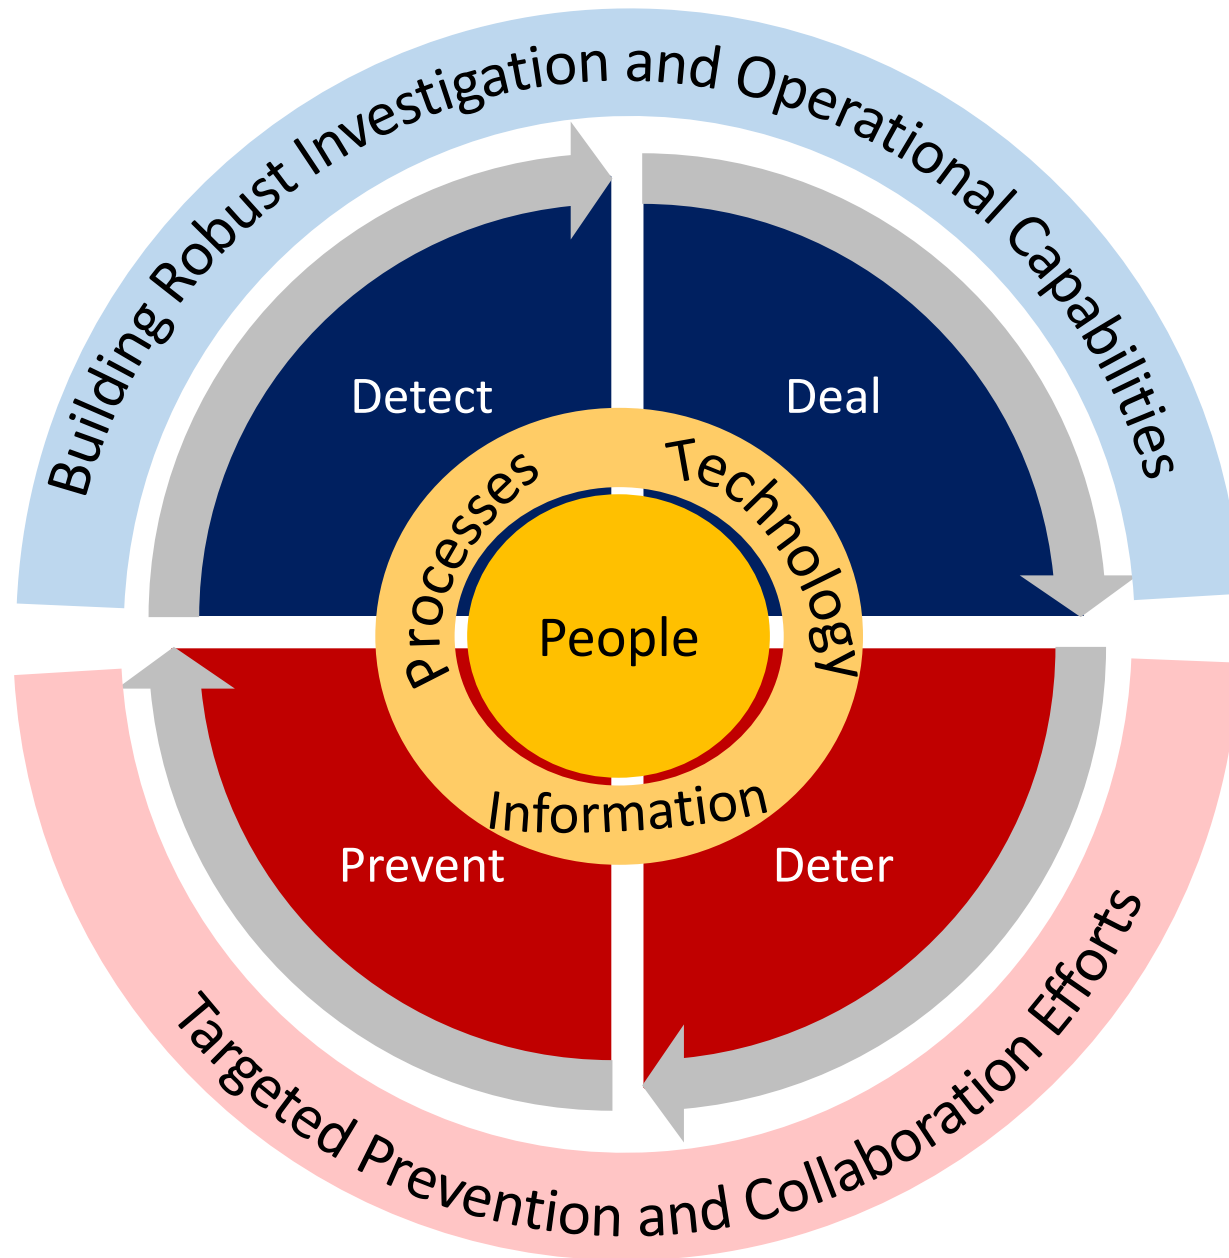 Building Robust Investigation and Operational Capabilities
Detect
Deal
Processes
Technology
People
Information
Prevent
Deter
Targeted Prevention and Collaboration Efforts